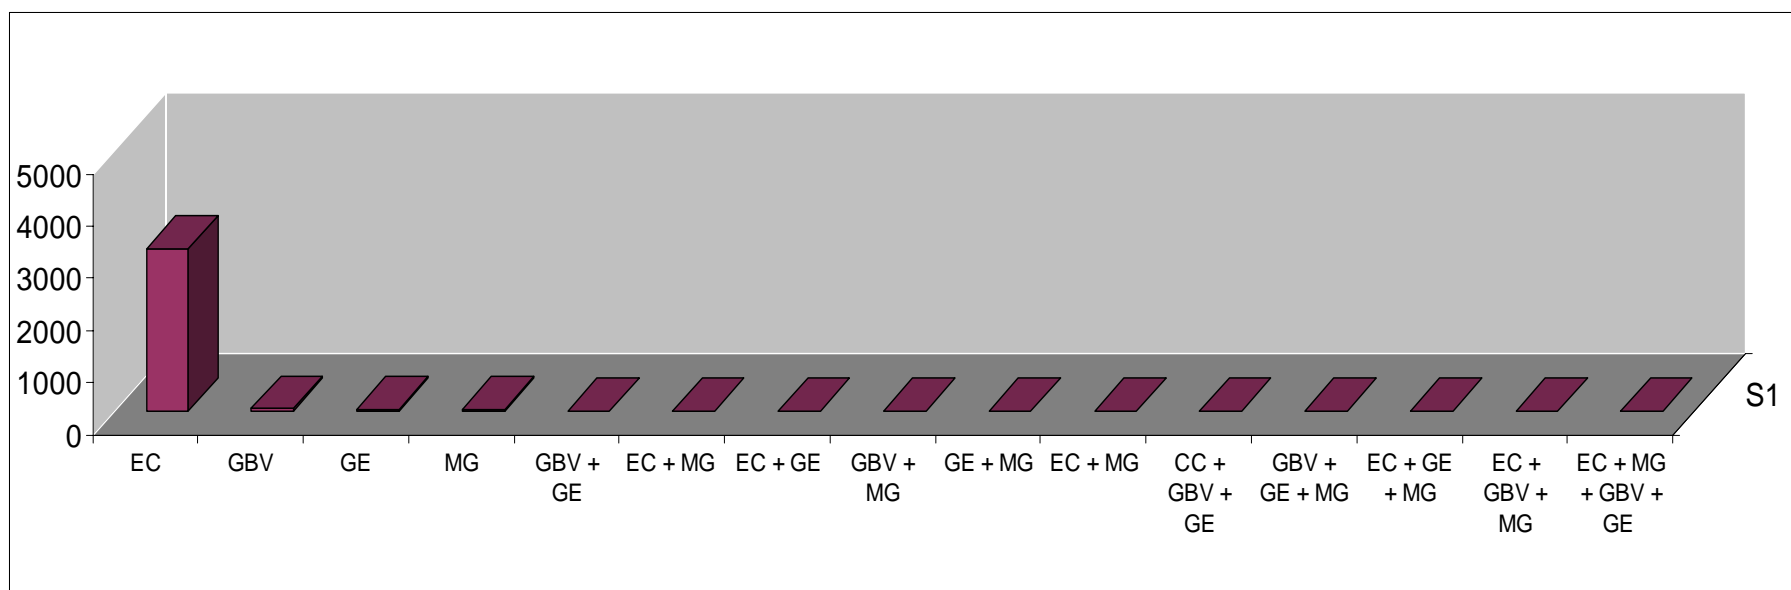 5000
4000
3000
2000
1000
0
S1
EC GBV GE MG GBV + EC + MG EC + GE GBV + GE + MG EC + MG CC + GBV + EC + GE EC + EC + MG
GE MG GBV + GE + MG + MG GBV + + GBV +
GE MG GE